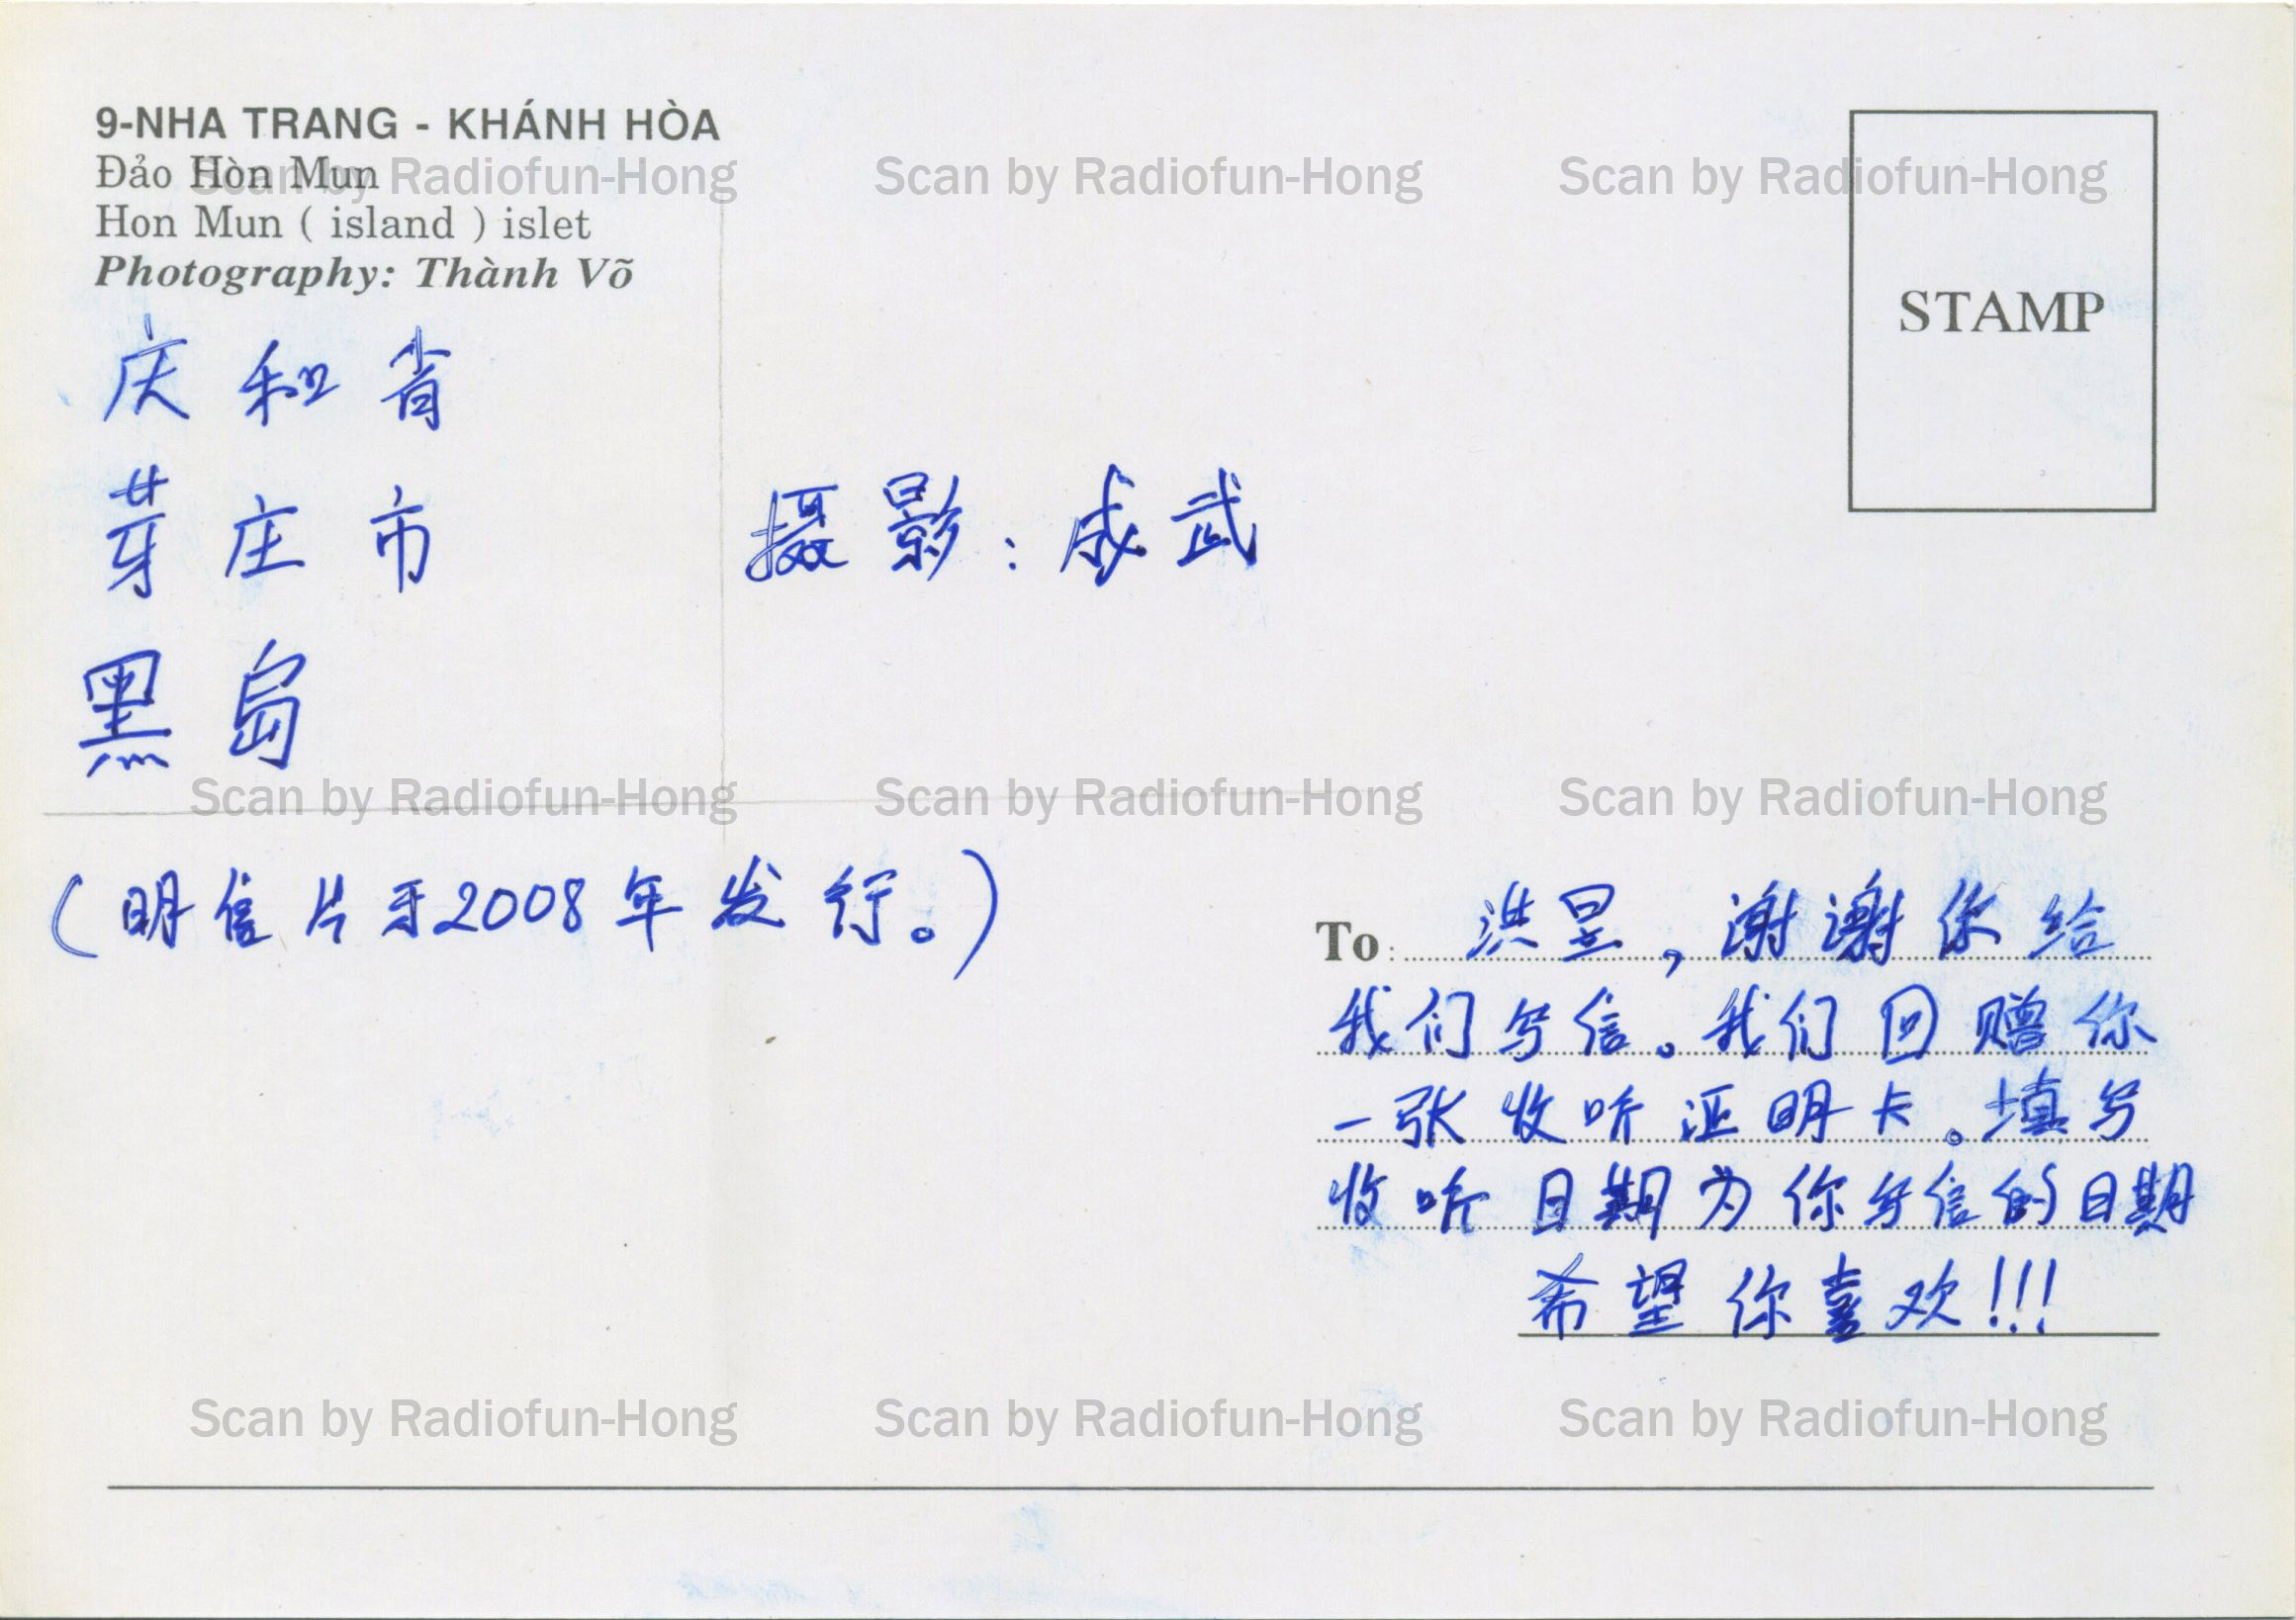 9-NHA TRANG - KHÁNH HÒA
Đảo Hòn Mun
Hon Mun ( island ) islet
Photography: Thành Võ
STAMP
庆和省
芽庄市
摄影：成武
黑岛
（明信片于2008年发行。）
To: 洪昱，谢谢你给
我们写信。我们回赠你
一张收听证明卡。填写
收听日期为你写信的日期
希望你喜欢!!!
Scan by Radiofun-Hong Scan by Radiofun-Hong Scan by Radiofun-Hong
Scan by Radiofun-Hong Scan by Radiofun-Hong Scan by Radiofun-Hong
Scan by Radiofun-Hong Scan by Radiofun-Hong Scan by Radiofun-Hong